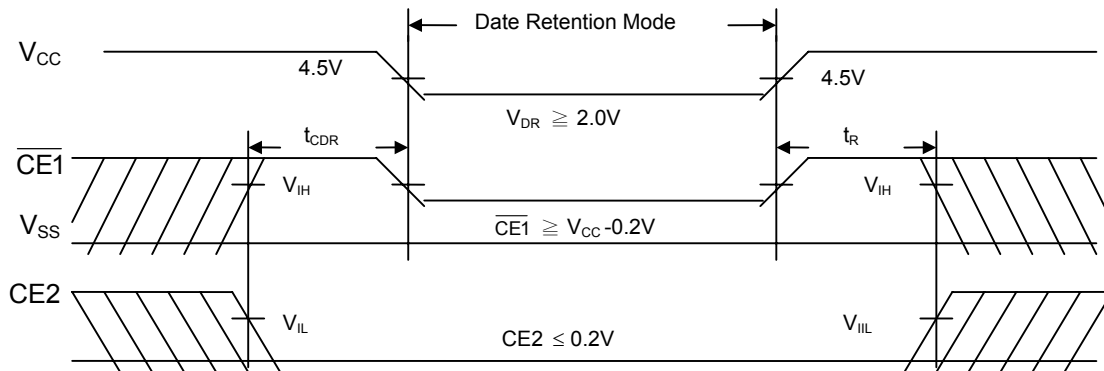 Date Retention Mode
VCC
4.5V
4.5V
VDR ≧ 2.0V
tCDR
tR
CE1
VIH
VIH
VSS
CE1 ≧ VCC -0.2V
CE2
VIL
VIIL
CE2 ≤ 0.2V